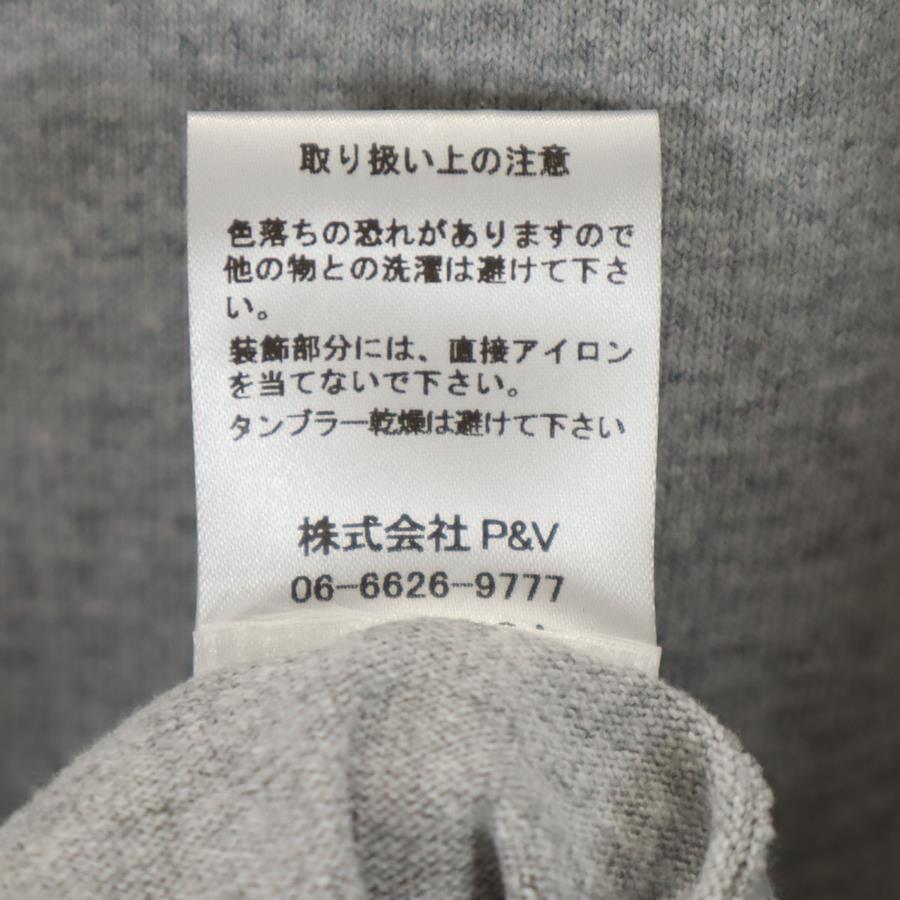 取り扱い上の注意
色落ちの恐れがありますので
他の物との洗濯は避けて下さ
い。
装飾部分には、直接アイロン
を当てないで下さい。
タンブラー乾燥は避けて下さい
株式会社 P&V
06-6626-9777